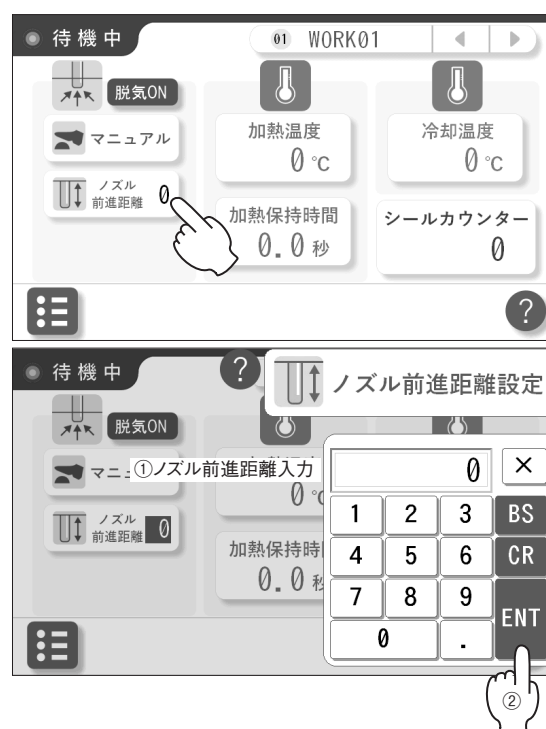 待機中
01 WORK01
脱気ON
マニュアル
ノズル
前進距離 0
加熱温度
0 ℃
加熱保持時間
0.0 秒
冷却温度
0 ℃
シールカウンター
0
?
待機中
?
ノズル前進距離設定
脱気ON
①ノズル前進距離入力
ノズル
前進距離 0
0 ℃
加熱保持時
0.0 秒
0 ×
1 2 3 BS
4 5 6 CR
7 8 9
ENT
0 .
②